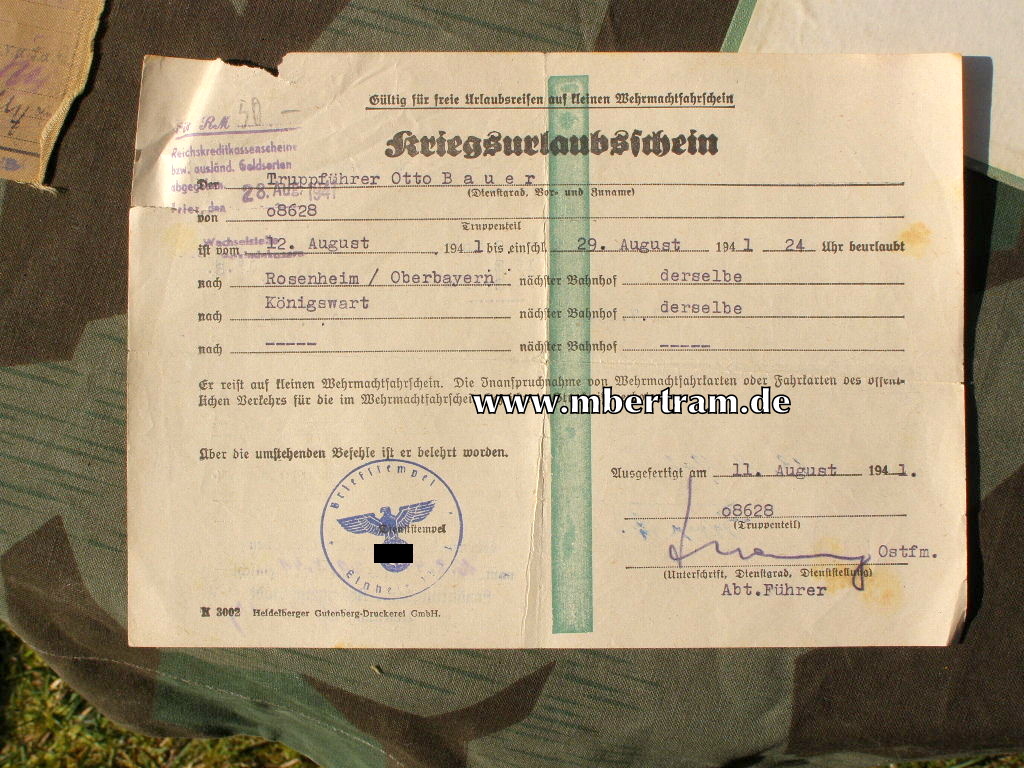 Gültig für freie Urlaubsreisen auf kleinen Wehrmachtfahrschein
Kriegsurlaubsschein
RM 50.—
Reichskreditkassenscheine
bzw. ausländ. Geldsorten
28. Aug. 1941
Der Truppführer Otto Bauer
(Dienstgrad, Vor- und Zuname)
von o8628
Truppenteil
Wechselstelle
ist vom 12. August 1941 bis einschl. 29. August 1941 24 Uhr beurlaubt
nach Rosenheim / Oberbayern nächster Bahnhof derselbe
nach Königswart nächster Bahnhof derselbe
nach ----- nächster Bahnhof -----
Er reist auf kleinen Wehrmachtfahrschein. Die Inanspruchnahme von Wehrmachtfahrkarten oder Fahrkarten des öffent-
lichen Verkehrs für die im Wehrmachtfahrschein
www.mbertram.de
Über die umstehenden Befehle ist er belehrt worden.
Ausgefertigt am 11. August 1941.
Briefstempel
Dienststempel
o8628
(Truppenteil)
Ostfm.
(Unterschrift, Dienstgrad, Dienststellung)
Abt.Führer
K 3002 Heidelberger Gutenberg-Druckerei GmbH.